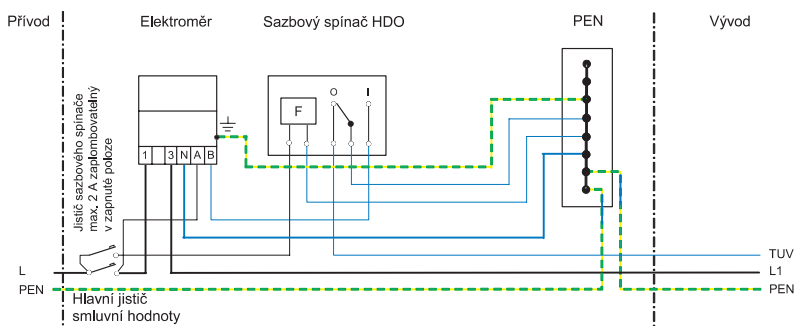 Přívod
Elektroměr
Sazbový spínač HDO
PEN
Vývod
Jistič sazbového spínače
max. 2 A zaplombovatelný
v zapnuté poloze
O I
F
1 3 N A B
TUV
L L1
PEN PEN
Hlavní jistič
smluvní hodnoty